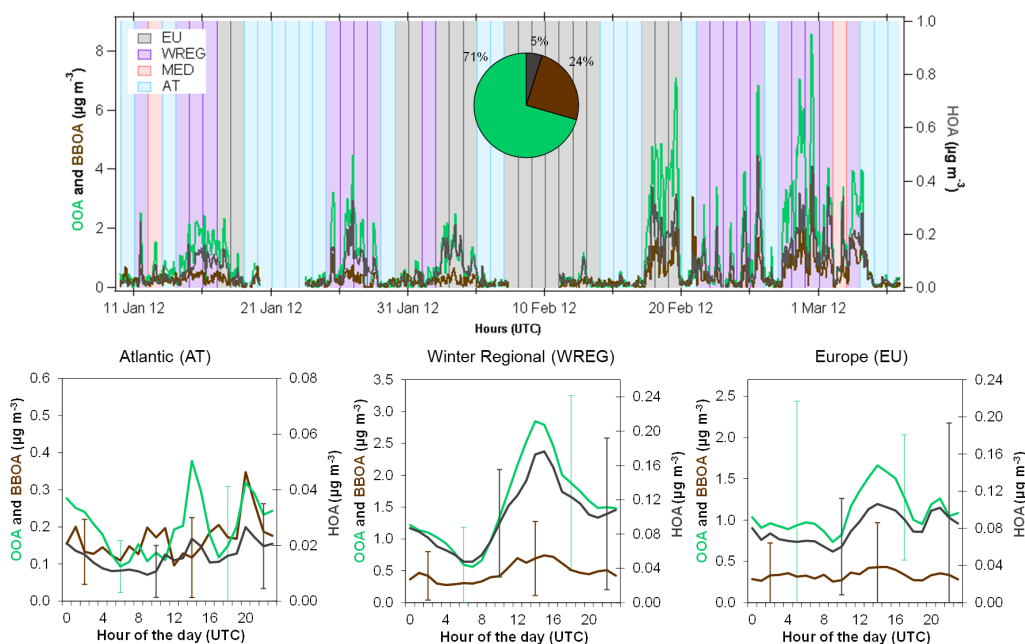 1.0
EU
WREG
MED
AT
71%
5%
24%
8
6
4
2
0
0.8
0.6
0.4
0.2
0.0
OOA and BBOA (µg m⁻³)
HOA (µg m⁻³)
11 Jan 12
21 Jan 12
31 Jan 12
10 Feb 12
20 Feb 12
1 Mar 12
Hours (UTC)
Atlantic (AT)
0.6
0.5
0.4
0.3
0.2
0.1
0.0
OOA and BBOA (µg m⁻³)
0.08
0.06
0.04
0.02
0.00
HOA (µg m⁻³)
0 4 8 12 16 20
Hour of the day (UTC)
Winter Regional (WREG)
3.5
3.0
2.5
2.0
1.5
1.0
0.5
0.0
OOA and BBOA (µg m⁻³)
0.24
0.20
0.16
0.12
0.08
0.04
0.00
HOA (µg m⁻³)
0 4 8 12 16 20
Hour of the day (UTC)
Europe (EU)
2.5
2.0
1.5
1.0
0.5
0.0
OOA and BBOA (µg m⁻³)
0.24
0.20
0.16
0.12
0.08
0.04
0.00
HOA (µg m⁻³)
0 4 8 12 16 20
Hour of the day (UTC)